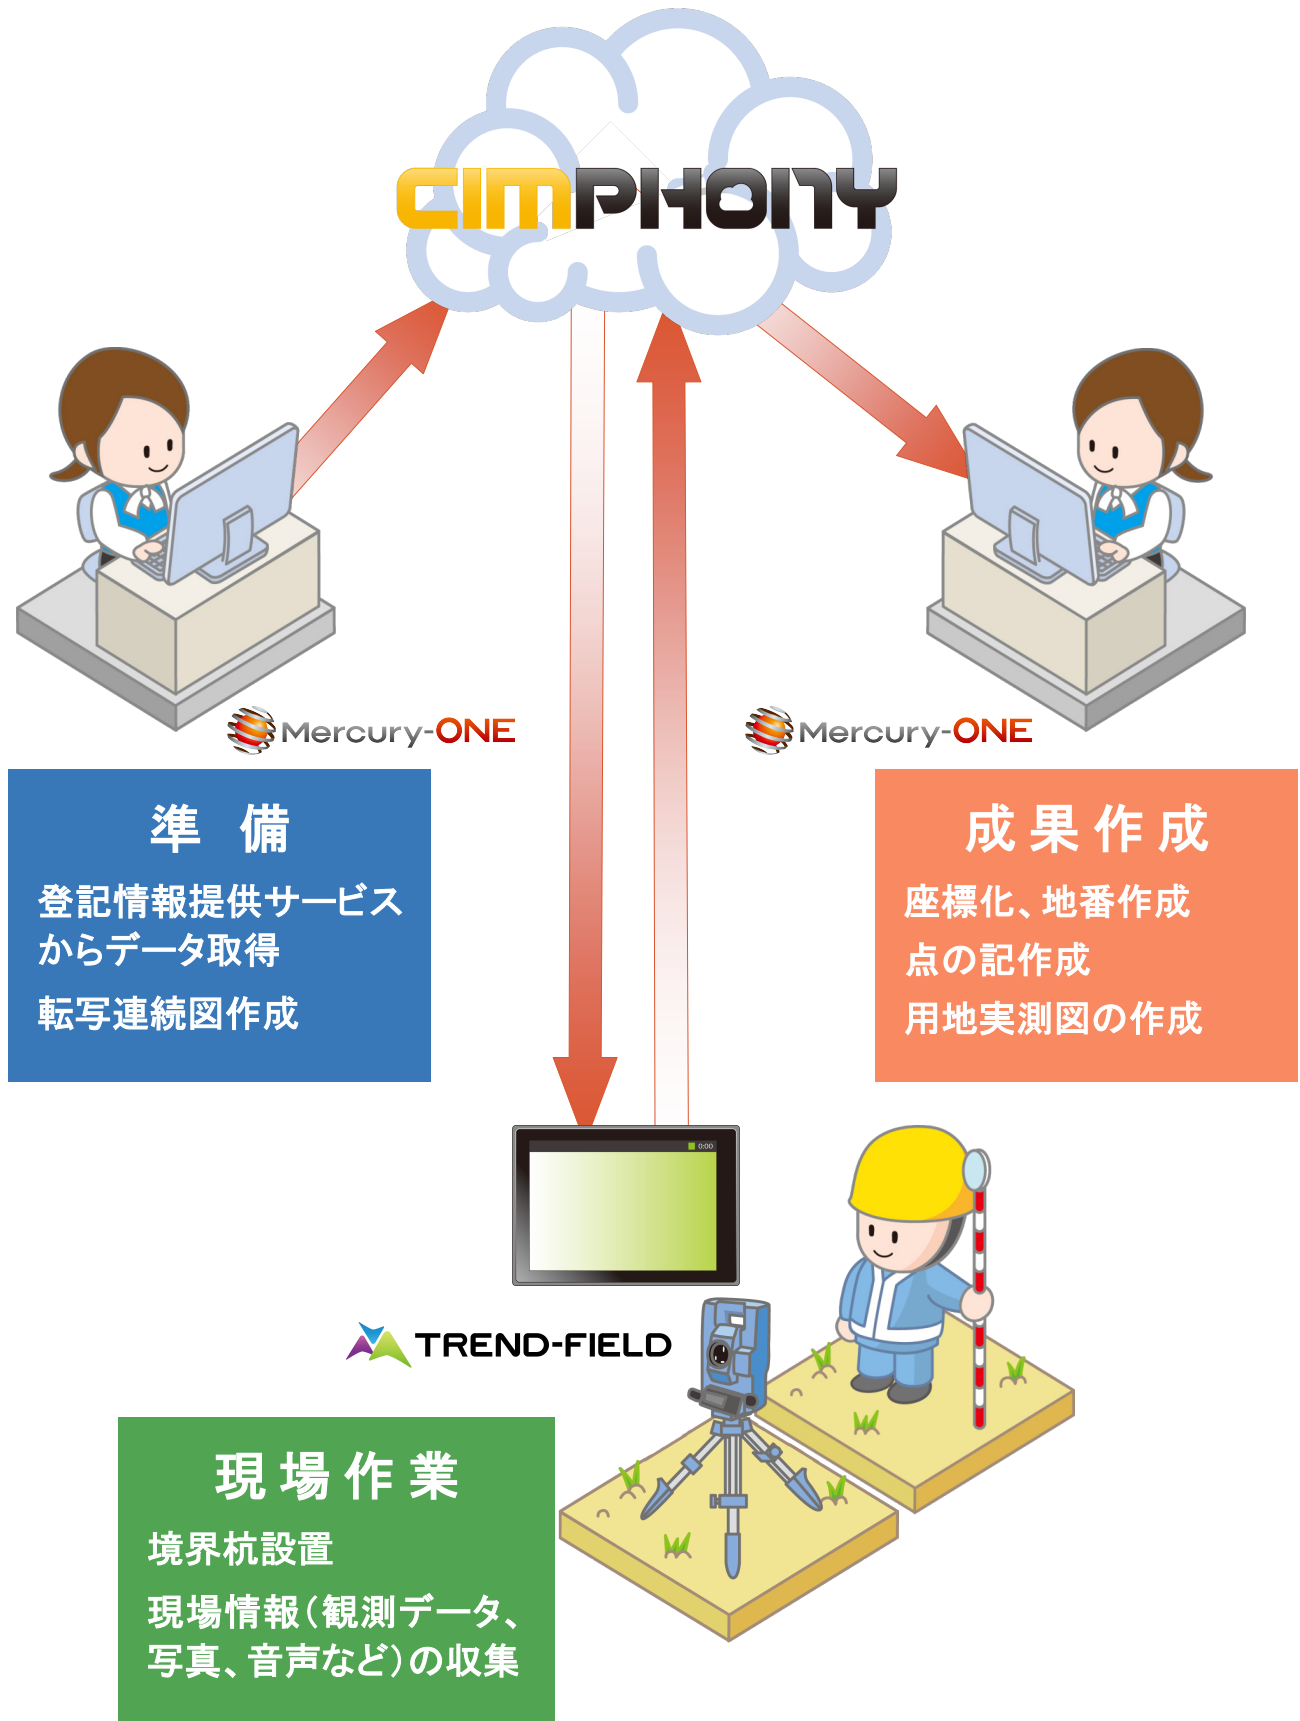 CIMPHONY
Mercury-ONE
Mercury-ONE
準 備
登記情報提供サービス
からデータ取得
転写連続図作成
成果作成
座標化、地番作成
点の記作成
用地実測図の作成
0:00
TREND-FIELD
現場作業
境界杭設置
現場情報（観測データ、
写真、音声など）の収集